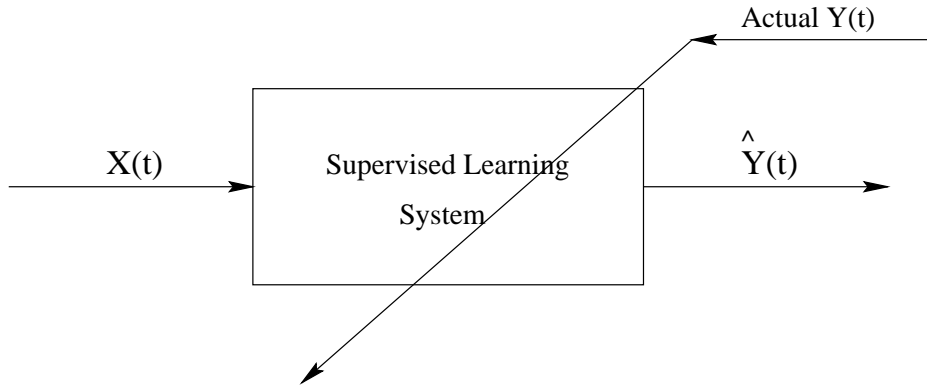 Actual Y(t)
X(t)
Supervised Learning
System
^
Y(t)